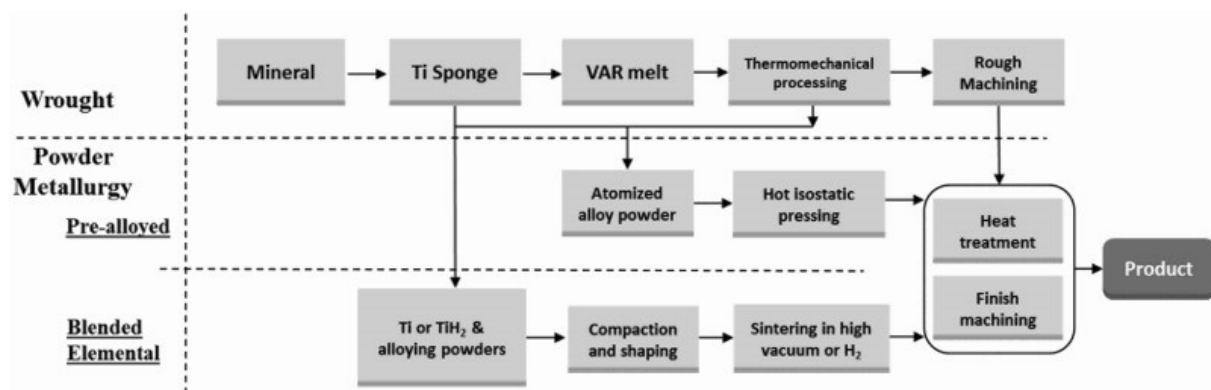 Wrought
Mineral
Ti Sponge
VAR melt
Thermomechanical
processing
Rough
Machining
Powder
Metallurgy
Pre-alloyed
Atomized
alloy powder
Hot isostatic
pressing
Heat
treatment
Finish
machining
Product
Blended
Elemental
Ti or TiH₂ &
alloying powders
Compaction
and shaping
Sintering in high
vacuum or H₂